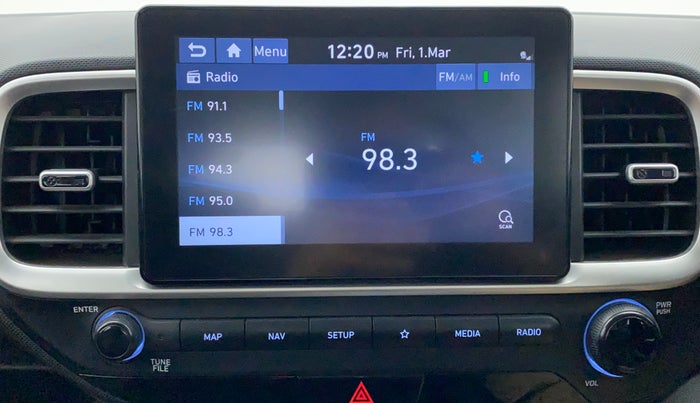 Menu 12:20 PM Fri, 1.Mar
Radio FM/AM Info
FM 91.1
FM 93.5
FM 94.3
FM 95.0
FM 98.3
FM
98.3
SCAN
ENTER
TUNE
FILE
MAP NAV SETUP MEDIA RADIO
PWR
PUSH
VOL